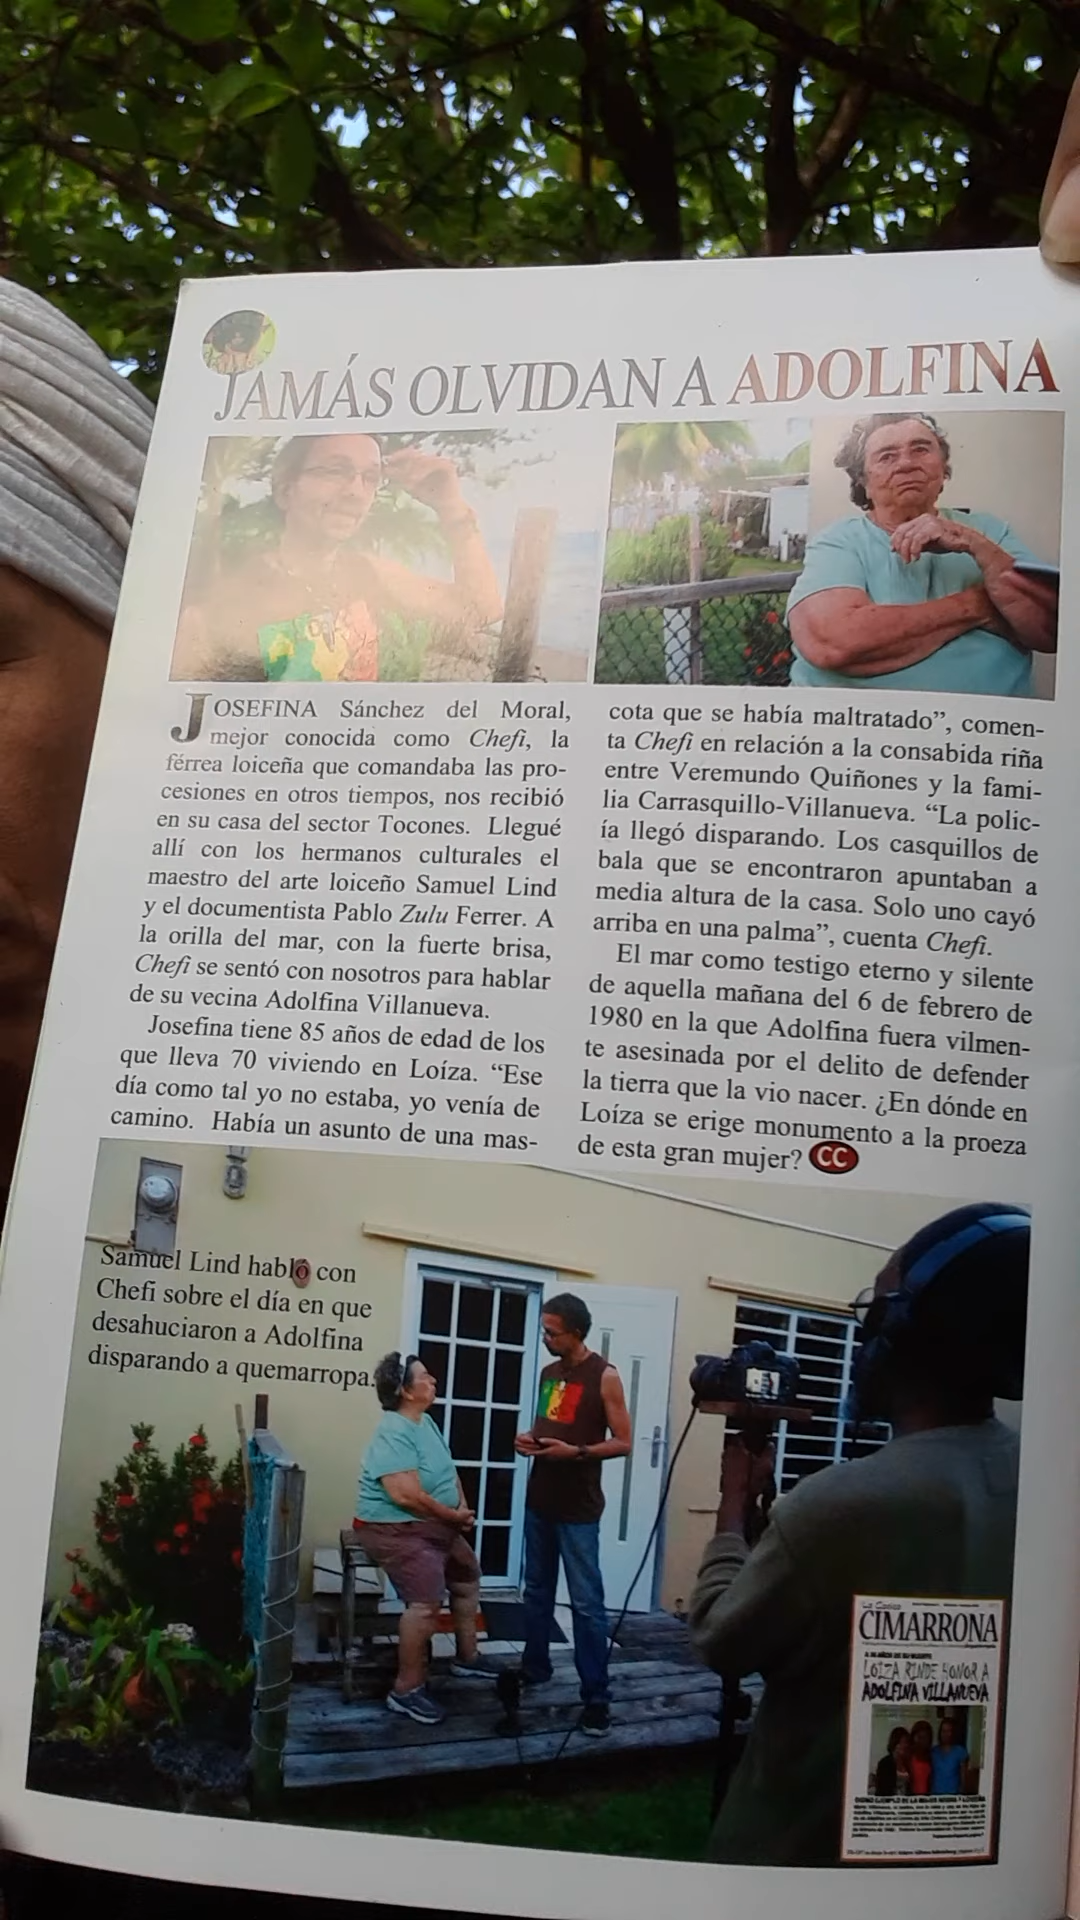 JAMÁS OLVIDAN A ADOLFINA
JOSEFINA Sánchez del Moral,
mejor conocida como Chefi, la
férrea loiceña que comandaba las pro-
cesiones en otros tiempos, nos recibió
en su casa del sector Tocones. Llegué
allí con los hermanos culturales el
maestro del arte loiceño Samuel Lind
y el documentista Pablo Zulu Ferrer. A
la orilla del mar, con la fuerte brisa,
Chefi se sentó con nosotros para hablar
de su vecina Adolfina Villanueva.
Josefina tiene 85 años de edad de los
que lleva 70 viviendo en Loíza. “Ese
día como tal yo no estaba, yo venía de
camino. Había un asunto de una mas-
cota que se había maltratado”, comen-
ta Chefi en relación a la consabida riña
entre Veremundo Quiñones y la fami-
lia Carrasquillo-Villanueva. “La polic-
ía llegó disparando. Los casquillos de
bala que se encontraron apuntaban a
media altura de la casa. Solo uno cayó
arriba en una palma”, cuenta Chefi.
El mar como testigo eterno y silente
de aquella mañana del 6 de febrero de
1980 en la que Adolfina fuera vilmen-
te asesinada por el delito de defender
la tierra que la vio nacer. ¿En dónde en
Loíza se erige monumento a la proeza
de esta gran mujer? CC
Samuel Lind habló con
Chefi sobre el día en que
desahuciaron a Adolfina
disparando a quemarropa.
CIMARRONA
LOIZA RINDE HONOR A
ADOLFINA VILLANUEVA